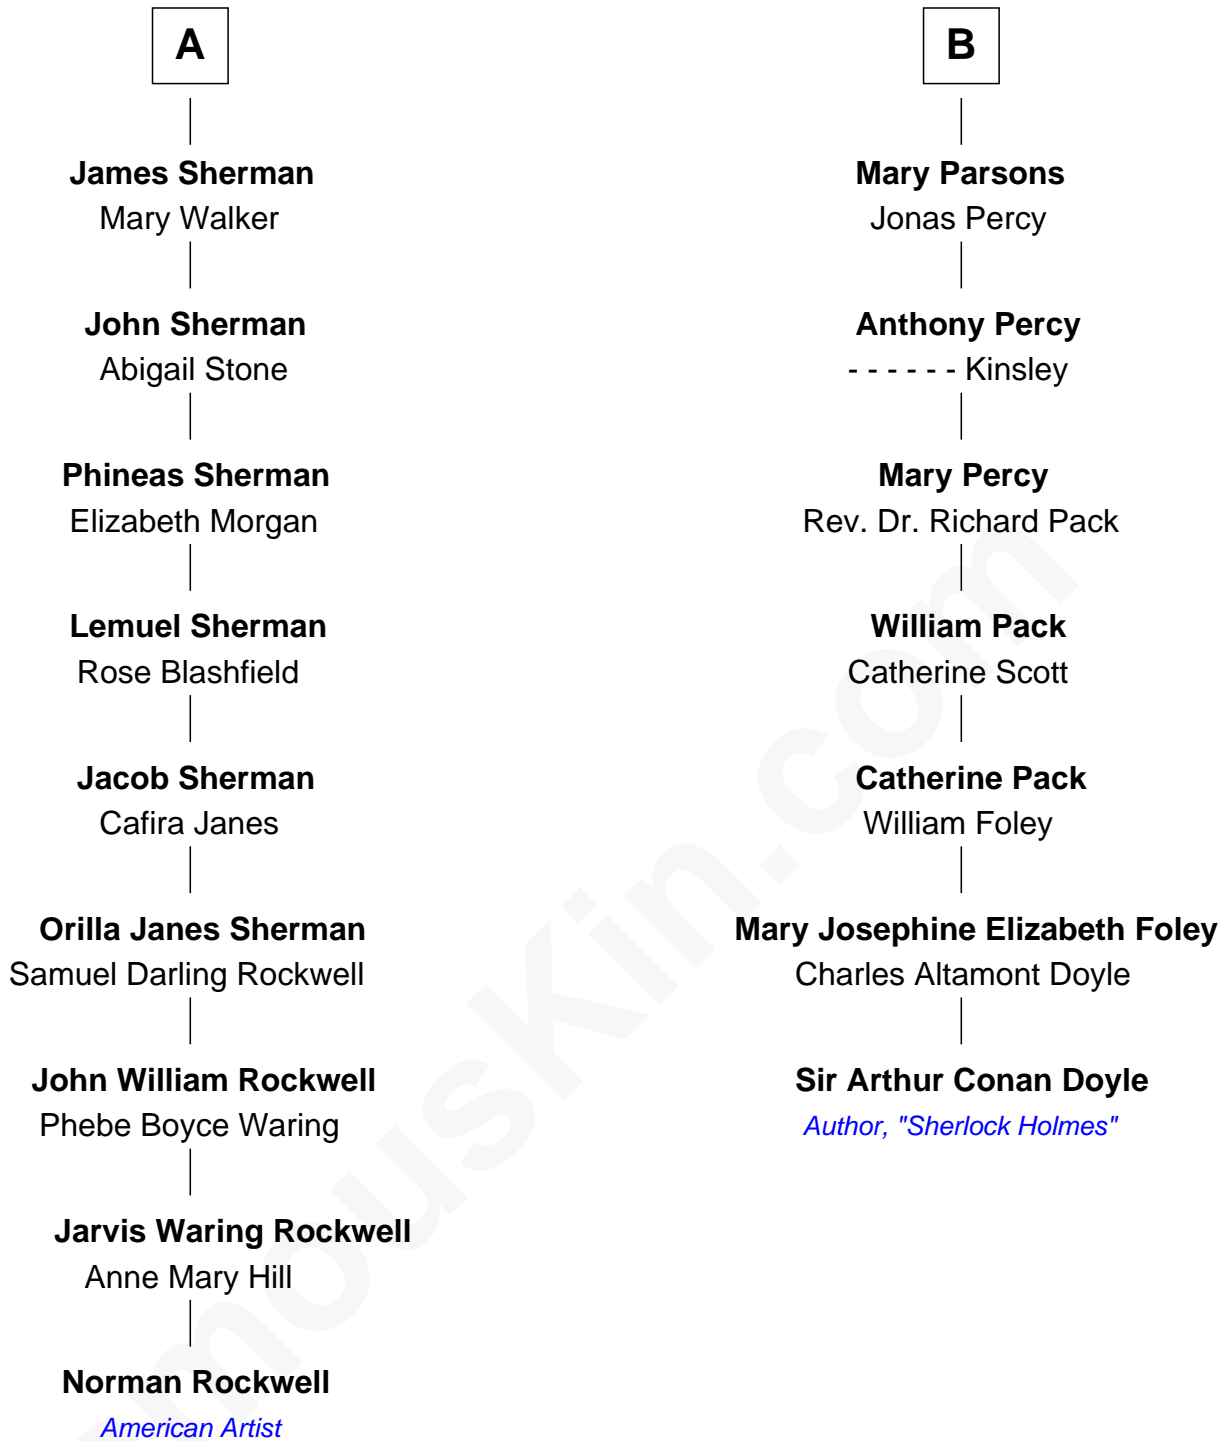 A
James Sherman
Mary Walker
John Sherman
Abigail Stone
Phineas Sherman
Elizabeth Morgan
Lemuel Sherman
Rose Blashfield
Jacob Sherman
Cafira Janes
Orilla Janes Sherman
Samuel Darling Rockwell
John William Rockwell
Phebe Boyce Waring
Jarvis Waring Rockwell
Anne Mary Hill
Norman Rockwell
American Artist
B
Mary Parsons
Jonas Percy
Anthony Percy
- - - - - - Kinsley
Mary Percy
Rev. Dr. Richard Pack
William Pack
Catherine Scott
Catherine Pack
William Foley
Mary Josephine Elizabeth Foley
Charles Altamont Doyle
Sir Arthur Conan Doyle
Author, "Sherlock Holmes"
mousKin.com